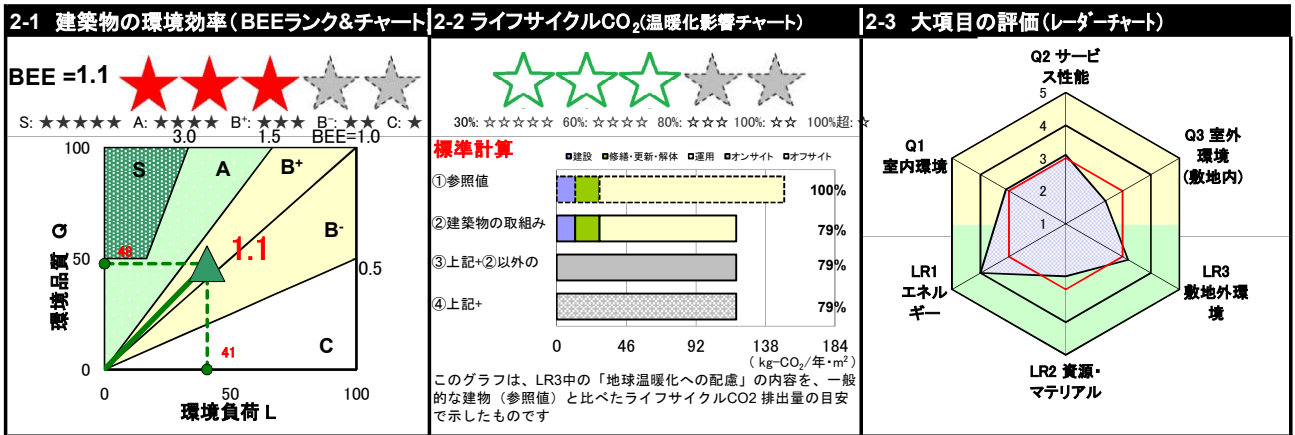 2-1 建築物の環境効率（BEEランク&チャート
BEE =1.1
S: ★★★★★ A: ★★★★ B+: ★★★ B-: ★★ C: ★
3.0 1.5 BEE=1.0
100
S
A
B+
B-
C
0.5
50
48
1.1
41
0
0 50 100
環境品質 Q
環境負荷 L
2-2 ライフサイクルCO2(温暖化影響チャート)
30%: ☆☆☆☆☆ 60%: ☆☆☆☆ 80%: ☆☆☆ 100%: ☆☆ 100%超: ☆
標準計算
建設 修繕・更新・解体 運用 オンサイト オフサイト
①参照値 100%
②建築物の取組み 79%
③上記+②以外の 79%
④上記+ 79%
0 46 92 138 184
（ kg-CO2/年・m2）
このグラフは、LR3中の「地球温暖化への配慮」の内容を、一般
的な建物（参照値）と比べたライフサイクルCO2 排出量の目安
で示したものです
2-3 大項目の評価（レーダーチャート）
Q2 サービ
ス性能
5
4
3
2
1
Q1
室内環境
Q3 室外
環境
（敷地内）
LR1
エネル
ギー
LR3
敷地外環
境
LR2 資源・
マテリアル